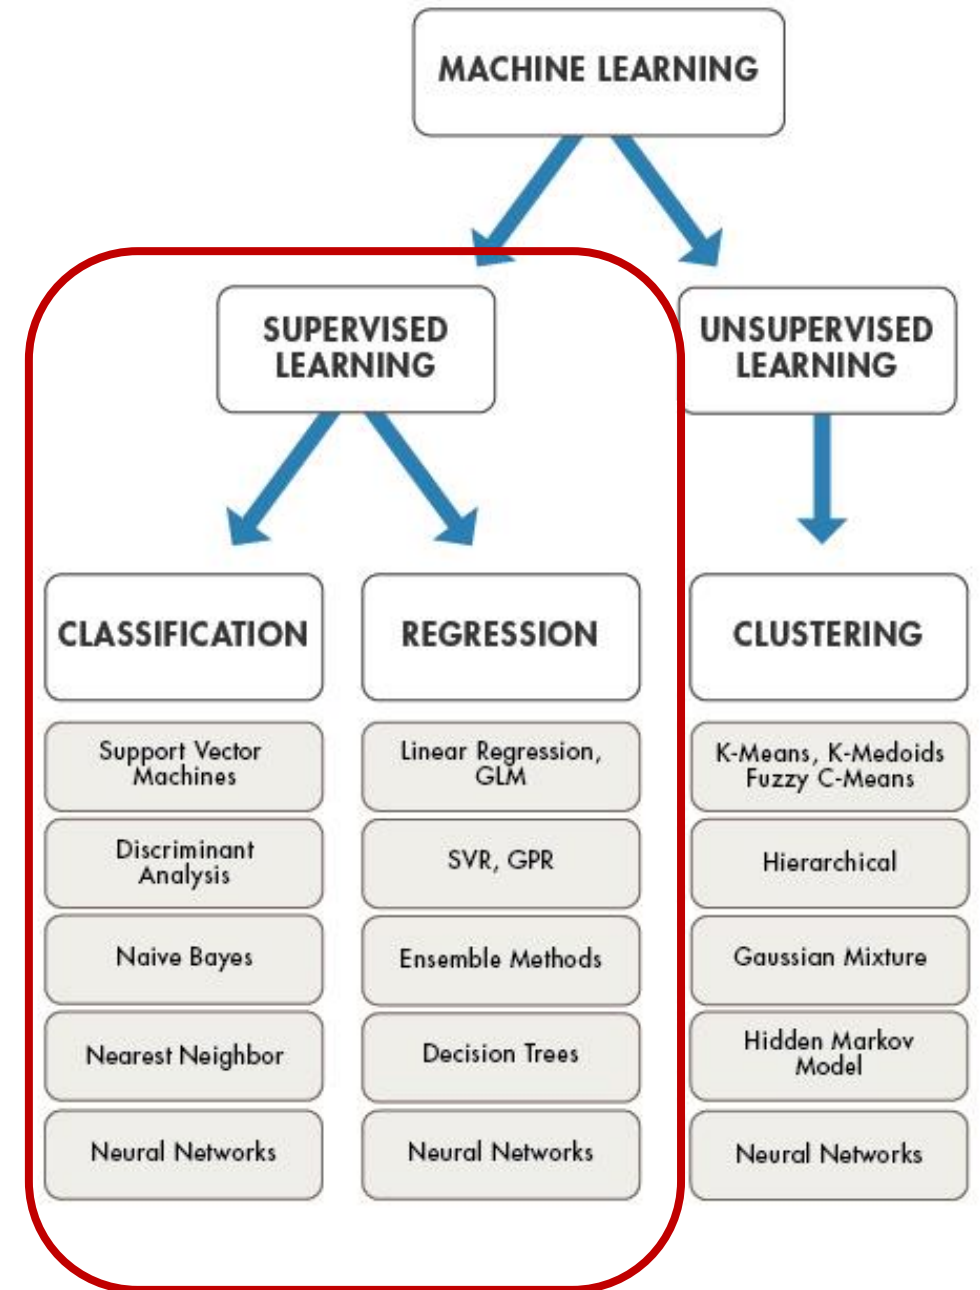 MACHINE LEARNING
SUPERVISED
LEARNING
UNSUPERVISED
LEARNING
CLASSIFICATION
Support Vector
Machines
Discriminant
Analysis
Naive Bayes
Nearest Neighbor
Neural Networks
REGRESSION
Linear Regression,
GLM
SVR, GPR
Ensemble Methods
Decision Trees
Neural Networks
CLUSTERING
K-Means, K-Medoids
Fuzzy C-Means
Hierarchical
Gaussian Mixture
Hidden Markov
Model
Neural Networks